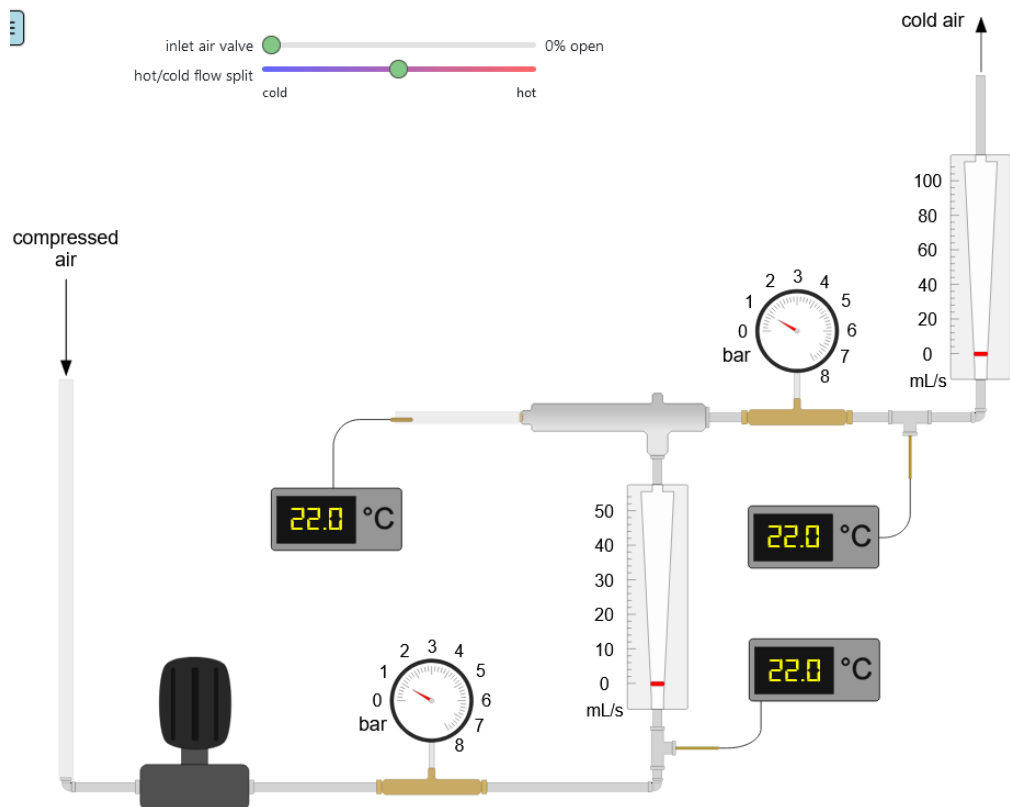 E
cold air
inlet air valve 0% open
hot/cold flow split
cold hot
100
80
60
40
20
0
mL/s
compressed
air
0 1 2 3 4 5 6 7 8
bar
22.0 °C
22.0 °C
50
40
30
20
10
0
mL/s
22.0 °C
0 1 2 3 4 5 6 7 8
bar